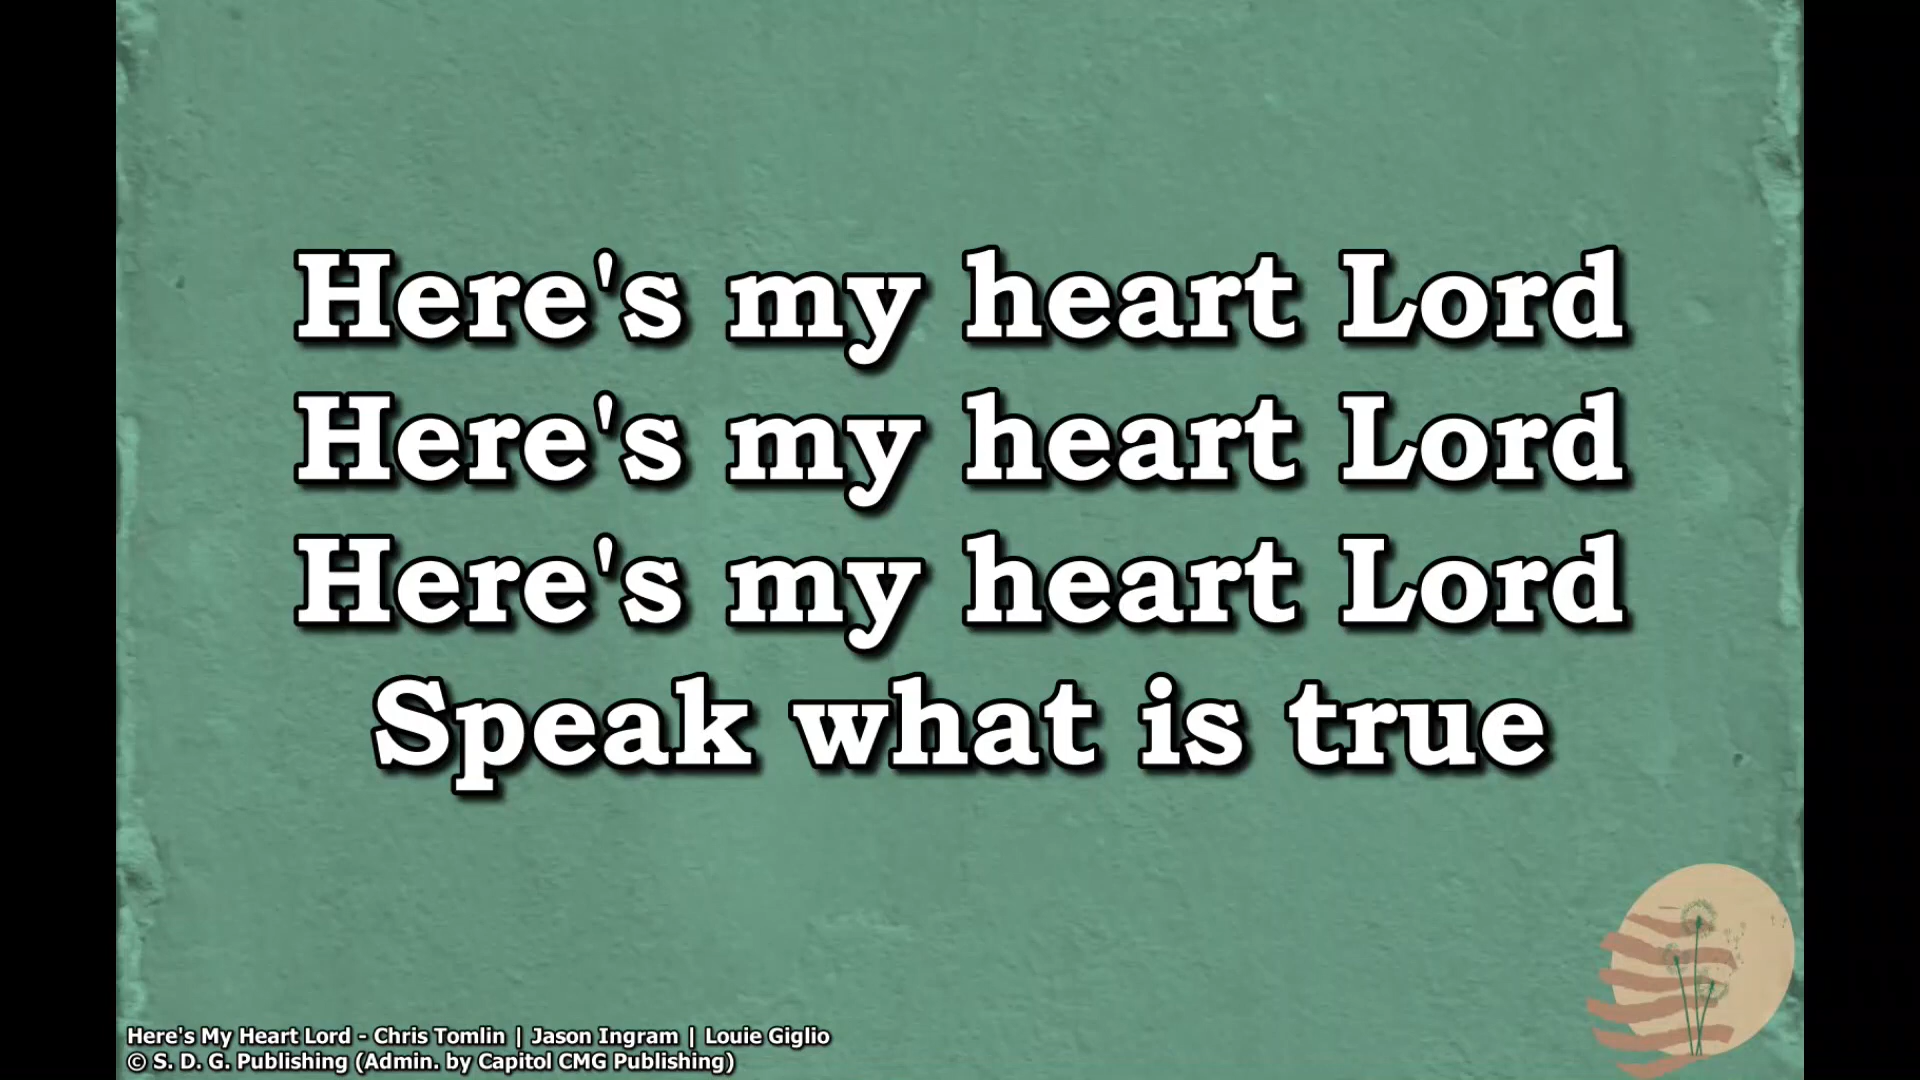 Here's my heart Lord
Here's my heart Lord
Here's my heart Lord
Speak what is true
Here's My Heart Lord - Chris Tomlin | Jason Ingram | Louie Giglio
© S. D. G. Publishing (Admin. by Capitol CMG Publishing)